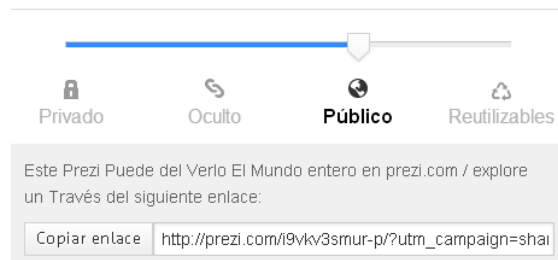 Privado Oculto Público Reutilizables
Este Prezi Puede del Verlo El Mundo entero en prezi.com / explore
un Través del siguiente enlace:
Copiar enlace http://prezi.com/i9vkv3smur-p/?utm_campaign=shar